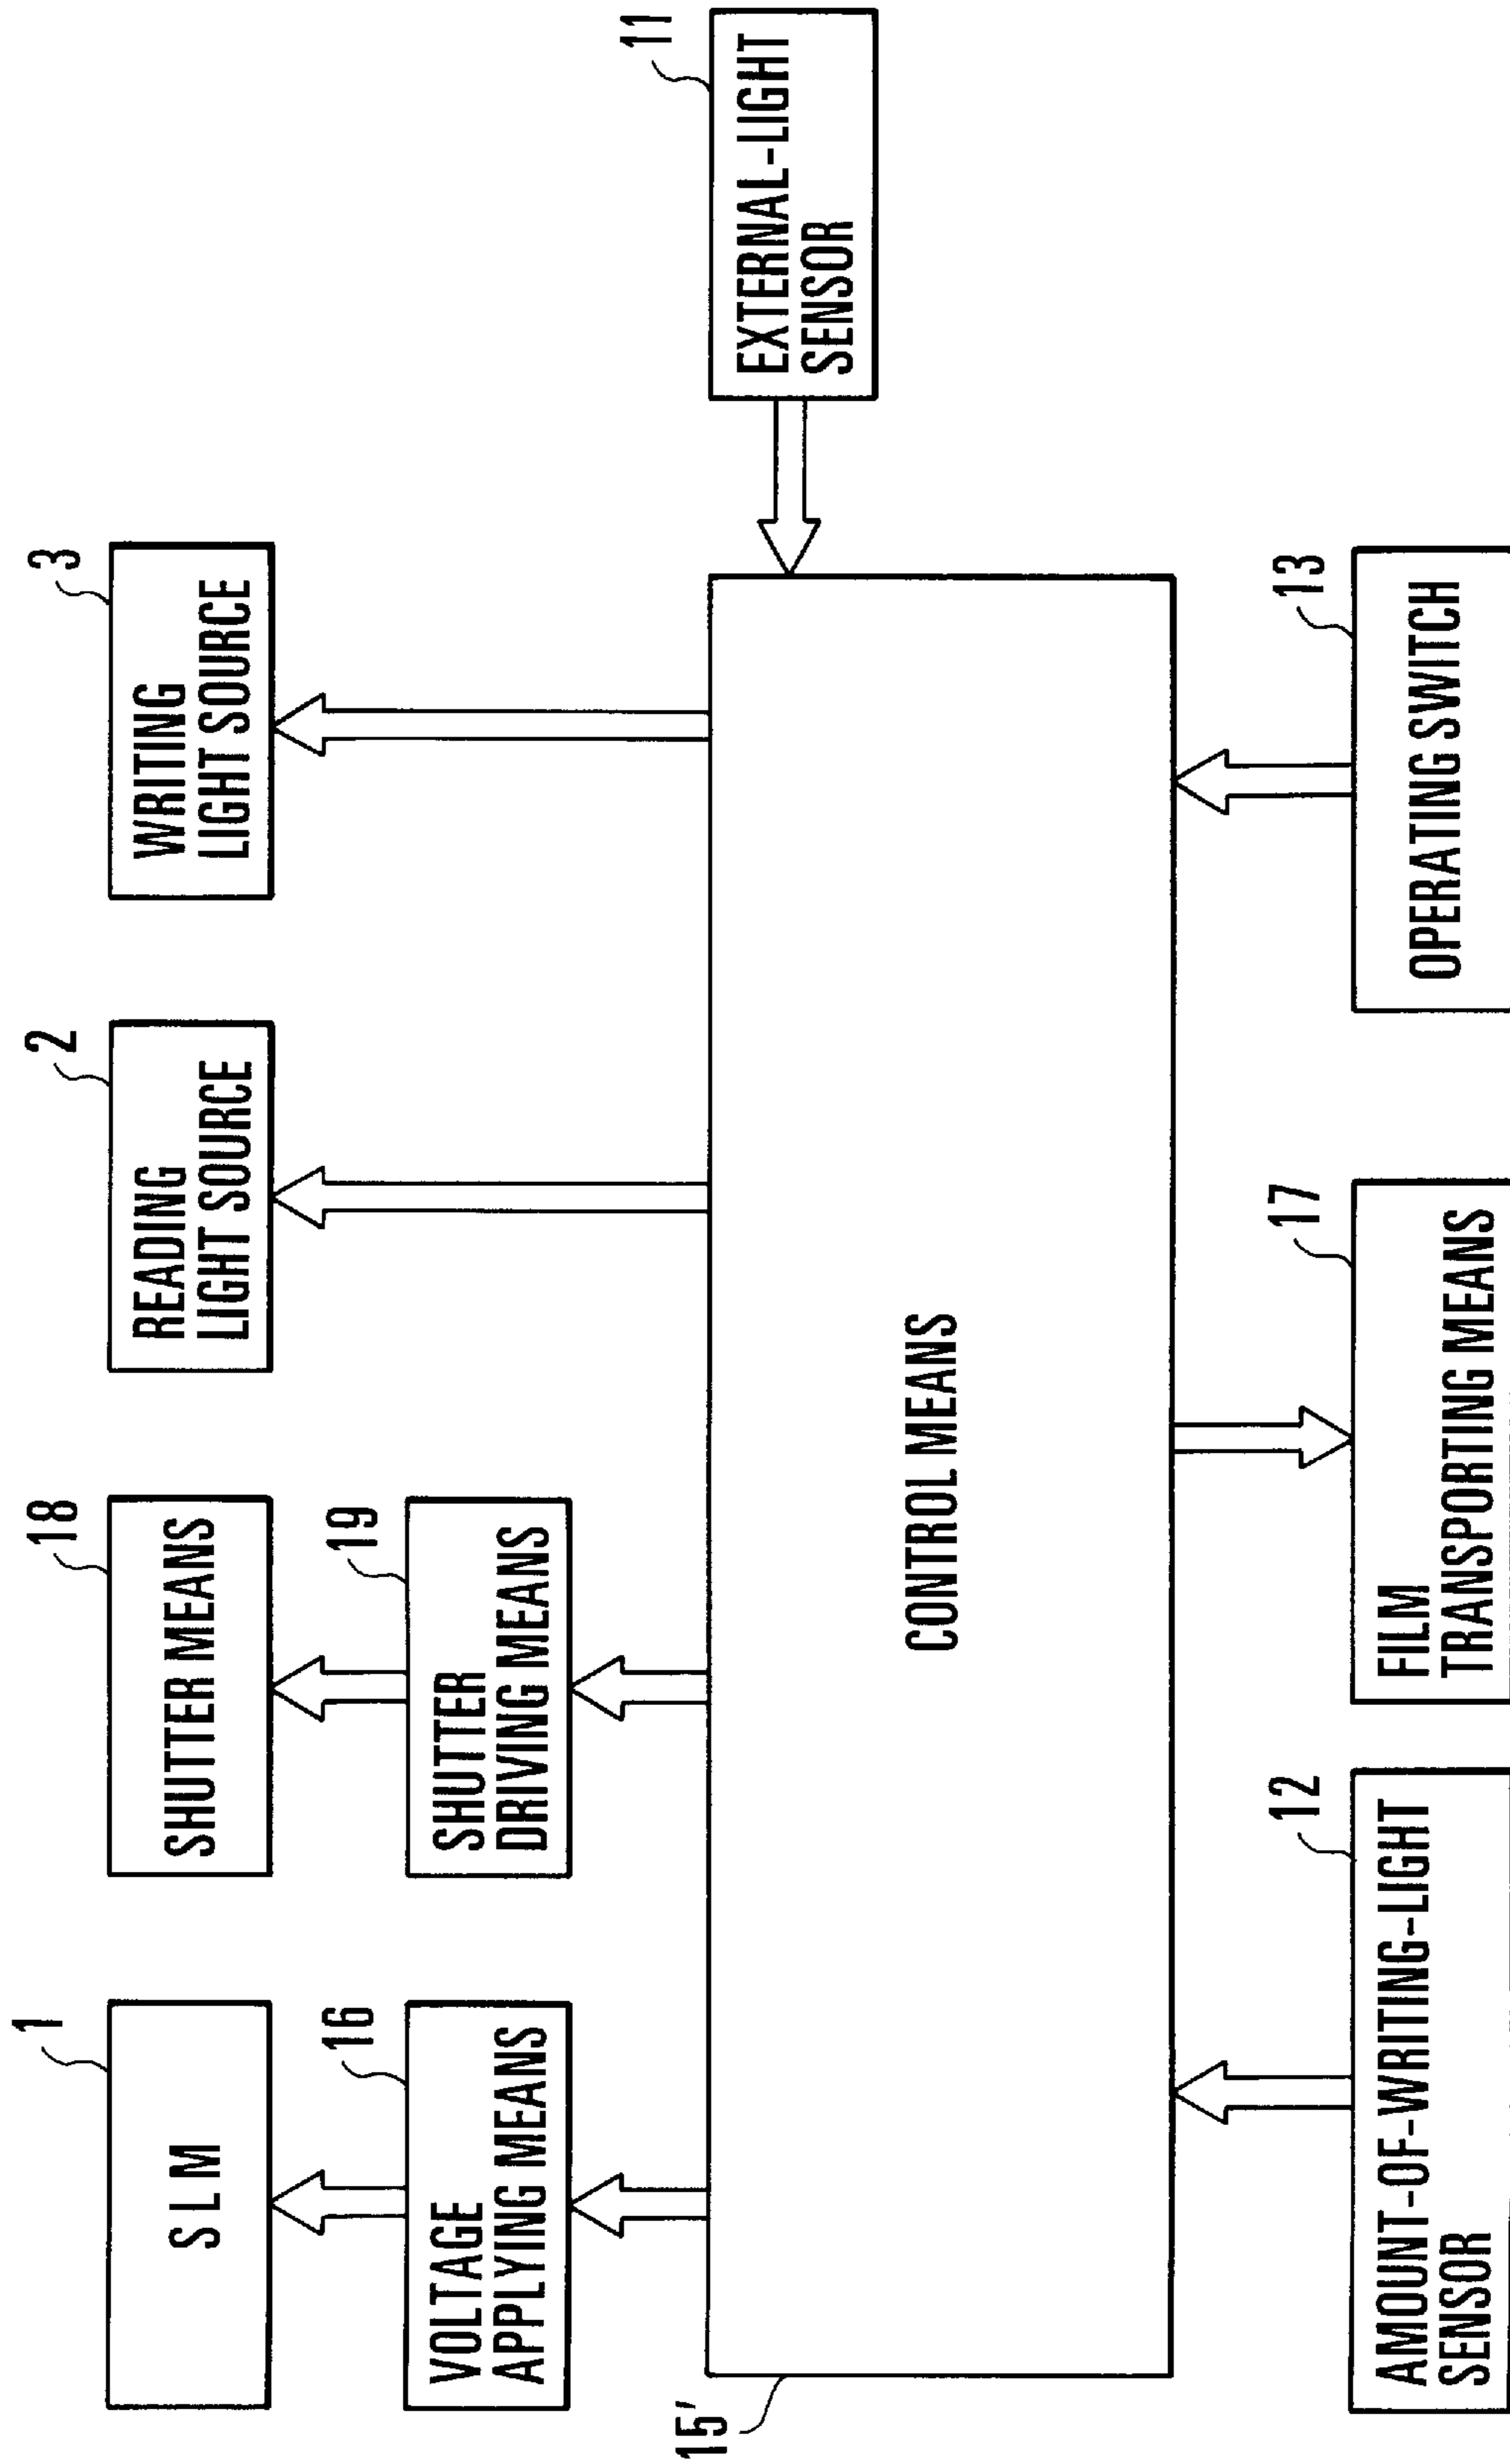 1
SLM
18
SHUTTER MEANS
2
READING
LIGHT SOURCE
3
WRITING
LIGHT SOURCE
16
VOLTAGE
APPLYING MEANS
19
SHUTTER
DRIVING MEANS
15′
CONTROL MEANS
11
EXTERNAL-LIGHT
SENSOR
12
AMOUNT-OF-WRITING-LIGHT
SENSOR
17
FILM
TRANSPORTING MEANS
13
OPERATING SWITCH